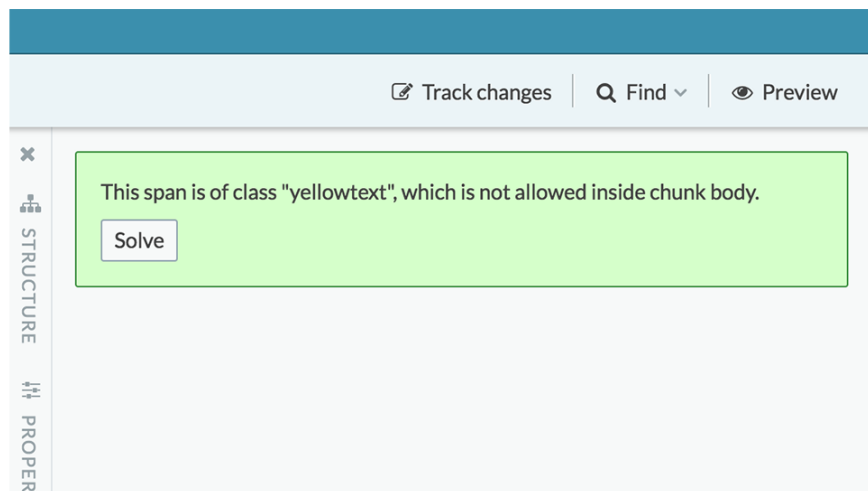 Track changes
Find
Preview
This span is of class "yellowtext", which is not allowed inside chunk body.
Solve
STRUCTURE
PROPER